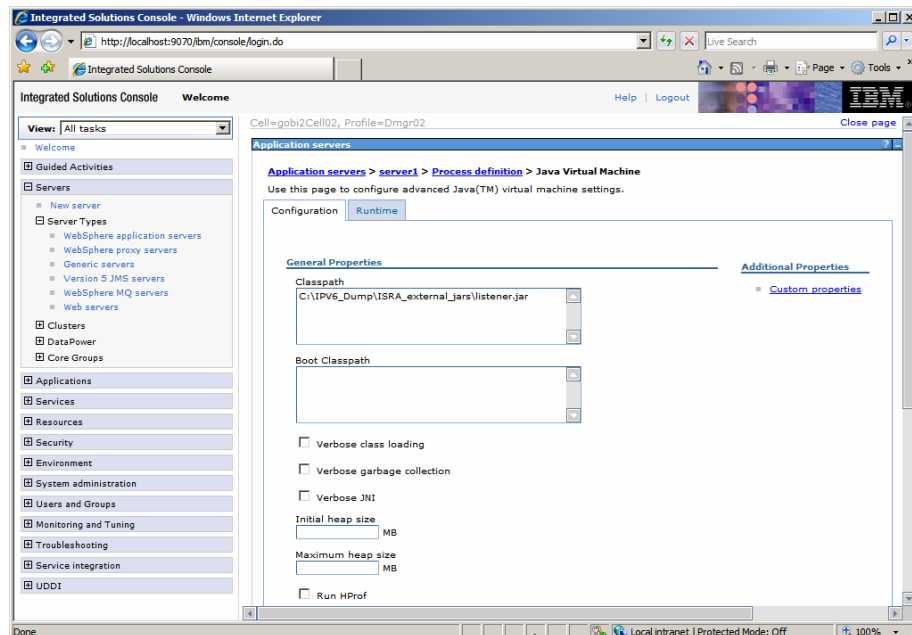 Integrated Solutions Console - Windows Internet Explorer
http://localhost:9070/ibm/console/login.do
Live Search
Integrated Solutions Console
Page
Tools
Integrated Solutions Console Welcome
Help | Logout
IBM
View: All tasks
Welcome
Guided Activities
Servers
New server
Server Types
WebSphere application servers
WebSphere proxy servers
Generic servers
Version 5 JMS servers
WebSphere MQ servers
Web servers
Clusters
DataPower
Core Groups
Applications
Services
Resources
Security
Environment
System administration
Users and Groups
Monitoring and Tuning
Troubleshooting
Service integration
UDDI
Cell=gobi2Cell02, Profile=Dmgr02
Close page
Application servers
? -
Application servers > server1 > Process definition > Java Virtual Machine
Use this page to configure advanced Java(TM) virtual machine settings.
Configuration Runtime
General Properties
Classpath
C:\IPV6_Dump\ISRA_external_jars\listener.jar
Boot Classpath
Verbose class loading
Verbose garbage collection
Verbose JNI
Initial heap size
MB
Maximum heap size
MB
Run HProf
Additional Properties
Custom properties
Done
Local intranet | Protected Mode: Off
100%